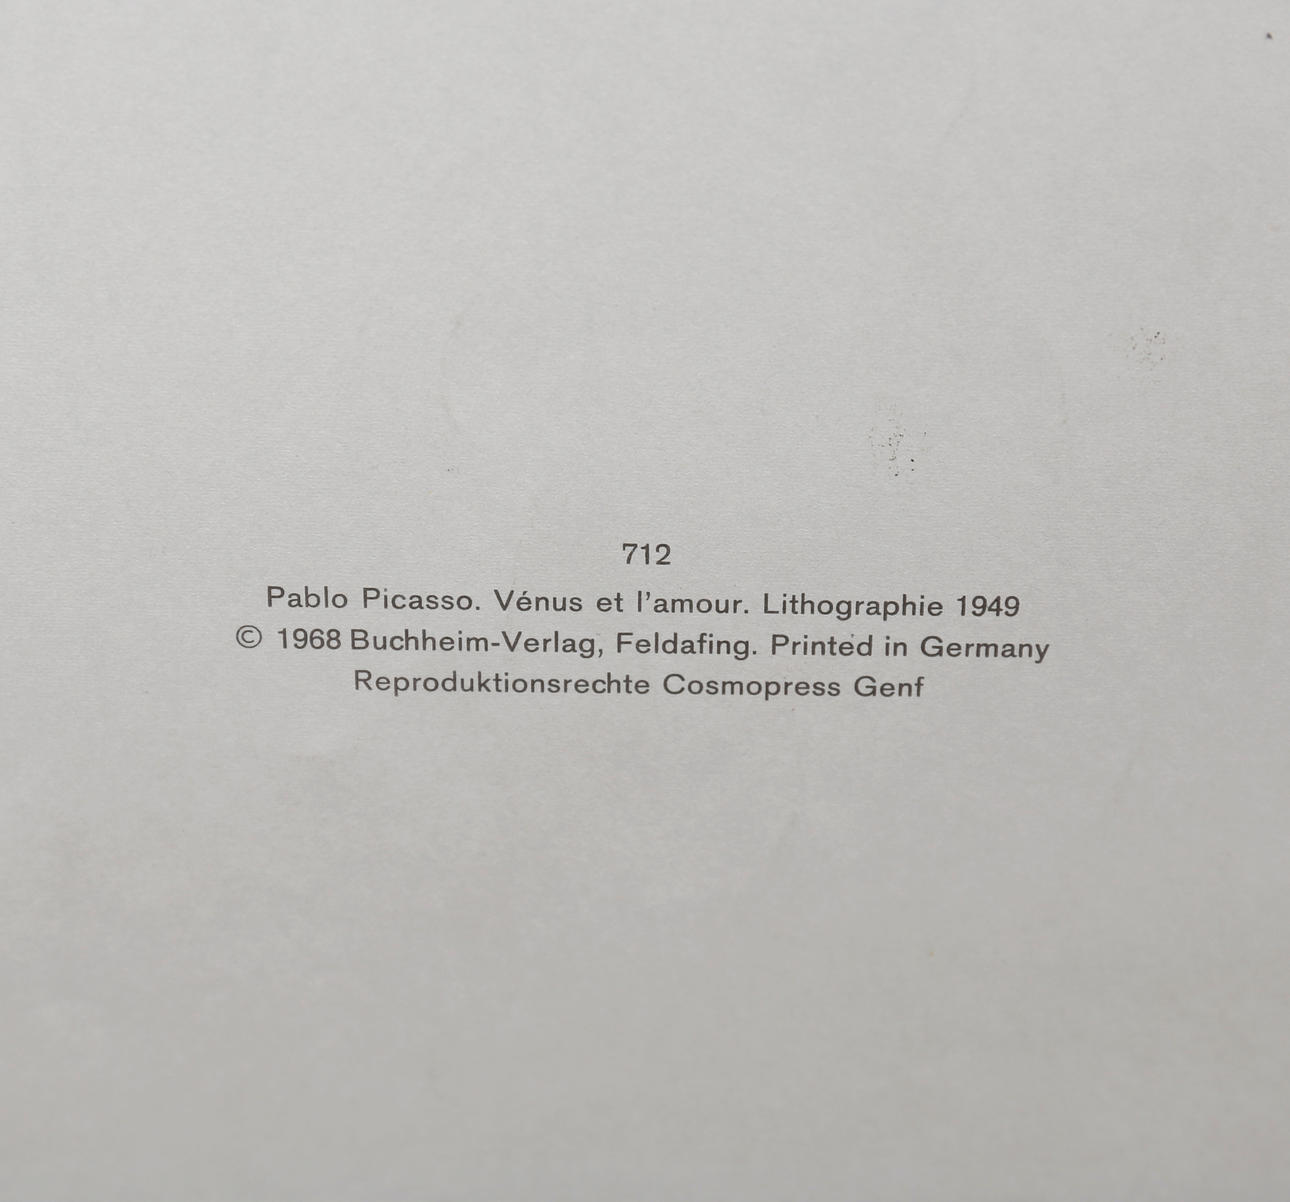 712
Pablo Picasso. Vénus et l’amour. Lithographie 1949
© 1968 Buchheim-Verlag, Feldafing. Printed in Germany
Reproduktionsrechte Cosmopress Genf